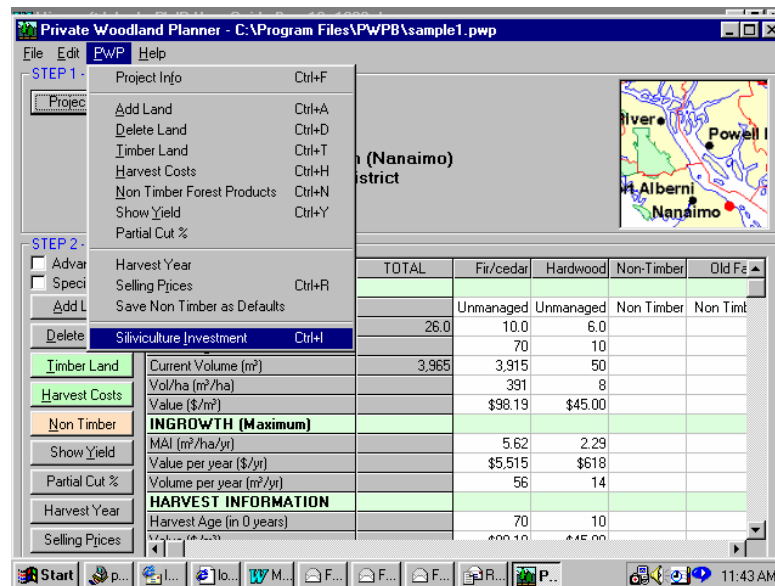 Private Woodland Planner - C:\Program Files\PWPB\sample1.pwp
File Edit PWP Help
STEP 1 -
Projec
Project Info Ctrl+F
Add Land Ctrl+A
Delete Land Ctrl+D
Timber Land Ctrl+T
Harvest Costs Ctrl+H
Non Timber Forest Products Ctrl+N
Show Yield Ctrl+Y
Partial Cut %
Harvest Year
Selling Prices Ctrl+R
Save Non Timber as Defaults
Siliviculture Investment Ctrl+I
(Nanaimo)
istrict
River
Powell
Alberni
Nanaimo
STEP 2 -
Advar
Speci
Add L
Delete
Timber Land
Harvest Costs
Non Timber
Show Yield
Partial Cut %
Harvest Year
Selling Prices
TOTAL Fir/cedar Hardwood Non-Timber Old Fa
Unmanaged Unmanaged Non Timber Non Timb
26.0 10.0 6.0
70 10
Current Volume (m³) 3,965 3,915 50
Vol/ha (m³/ha) 391 8
Value ($/m³) $98.19 $45.00
INGROWTH (Maximum)
MAI (m³/ha/yr) 5.62 2.29
Value per year ($/yr) $5,515 $618
Volume per year (m³/yr) 56 14
HARVEST INFORMATION
Harvest Age (in 0 years) 70 10
Start p... I... Io... M... F... F... F... R... P.. 11:43 AM